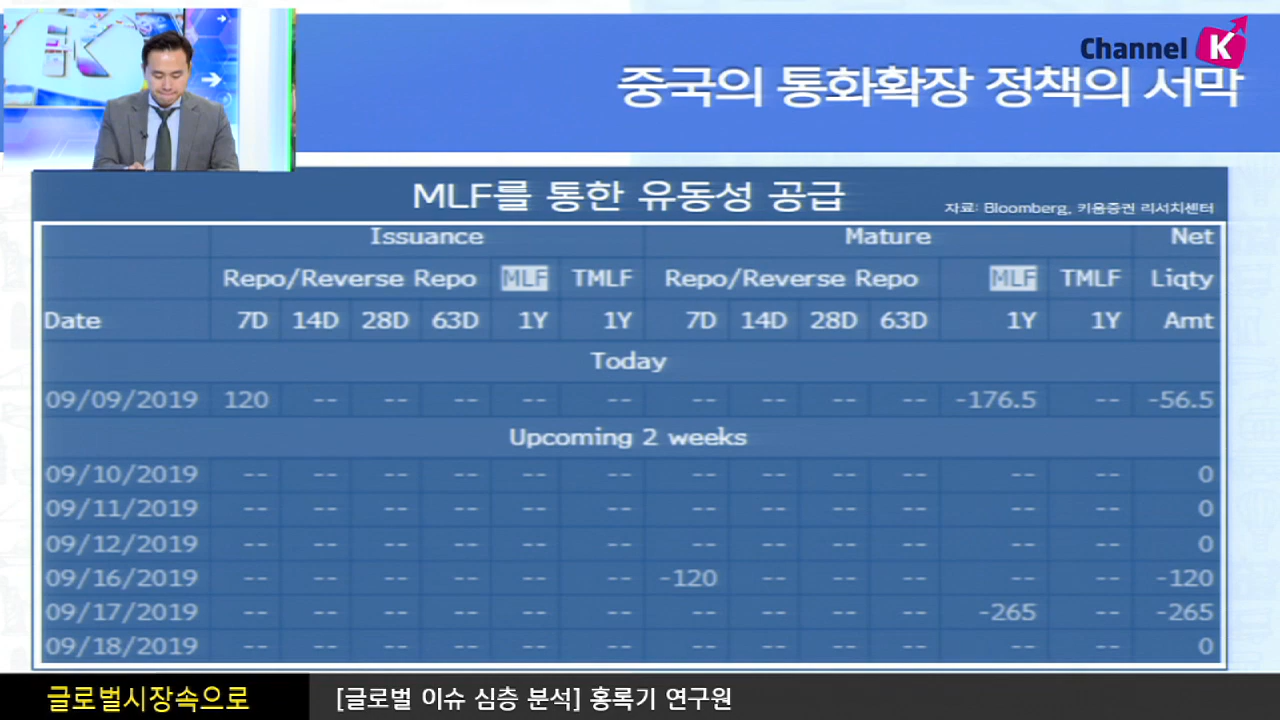 Channel K
중국의 통화확장 정책의 서막
MLF를 통한 유동성 공급
자료: Bloomberg, 키움증권 리서치센터
Issuance Mature Net
Repo/Reverse Repo MLF TMLF Repo/Reverse Repo MLF TMLF Liqty
Date 7D 14D 28D 63D 1Y 1Y 7D 14D 28D 63D 1Y 1Y Amt
Today
09/09/2019 120 -- -- -- -- -- -- -- -- -- -176.5 -- -56.5
Upcoming 2 weeks
09/10/2019 -- -- -- -- -- -- -- -- -- -- -- -- 0
09/11/2019 -- -- -- -- -- -- -- -- -- -- -- -- 0
09/12/2019 -- -- -- -- -- -- -- -- -- -- -- -- 0
09/16/2019 -- -- -- -- -- -- -120 -- -- -- -- -- -120
09/17/2019 -- -- -- -- -- -- -- -- -- -- -265 -- -265
09/18/2019 -- -- -- -- -- -- -- -- -- -- -- -- 0
글로벌시장속으로
[글로벌 이슈 심층 분석] 홍록기 연구원